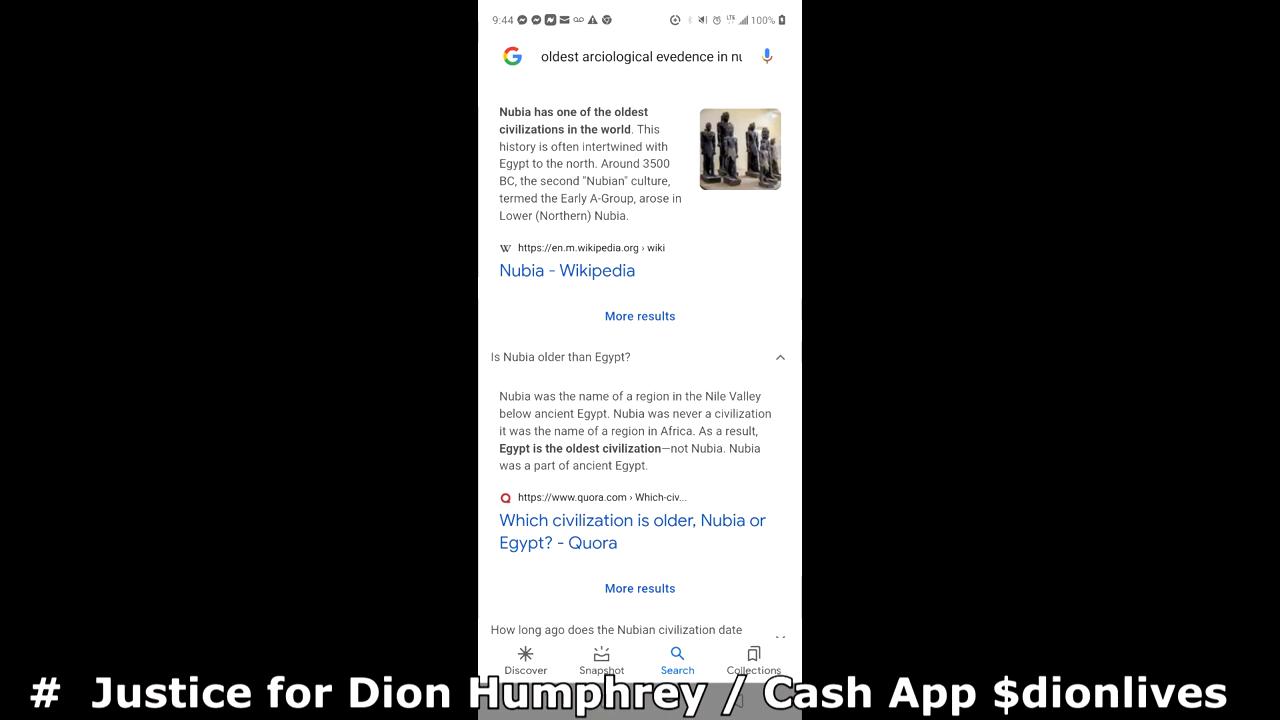 9:44 LTE 100%
oldest arciological evedence in nu
Nubia has one of the oldest
civilizations in the world. This
history is often intertwined with
Egypt to the north. Around 3500
BC, the second "Nubian" culture,
termed the Early A-Group, arose in
Lower (Northern) Nubia.
W https://en.m.wikipedia.org › wiki
Nubia - Wikipedia
More results
Is Nubia older than Egypt?
Nubia was the name of a region in the Nile Valley
below ancient Egypt. Nubia was never a civilization
it was the name of a region in Africa. As a result,
Egypt is the oldest civilization—not Nubia. Nubia
was a part of ancient Egypt.
https://www.quora.com › Which-civ...
Which civilization is older, Nubia or
Egypt? - Quora
More results
How long ago does the Nubian civilization date
Discover Snapshot Search Collections
# Justice for Dion Humphrey / Cash App $dionlives